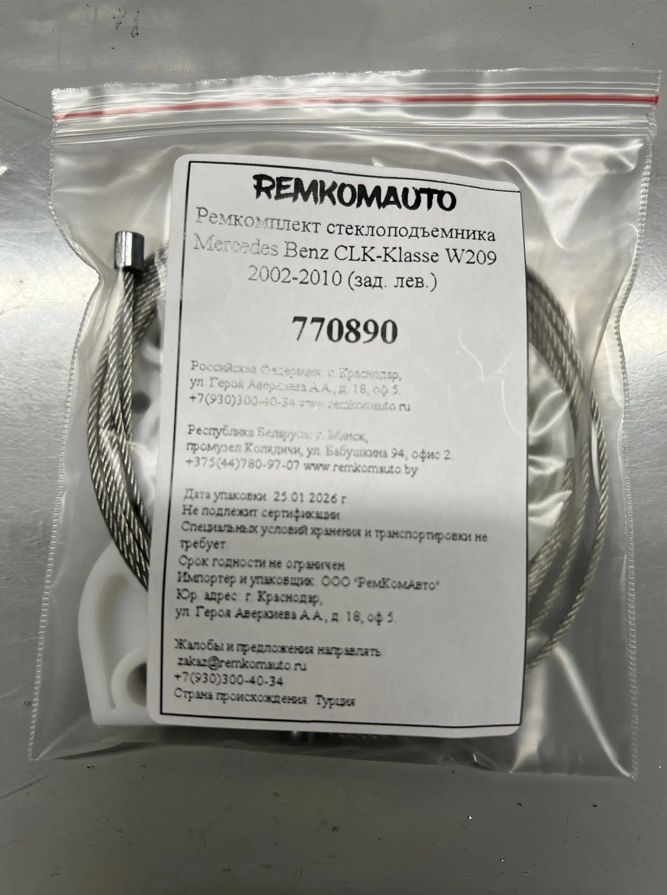 REMKOMAUTO
Ремкомплект стеклоподъемника
Mercedes Benz CLK-Klasse W209
2002-2010 (зад. лев.)
770890
Российская Федерация: г. Краснодар,
ул. Героя Аверкиева А.А., д. 18, оф 5.
+7(930)300-40-34 www.remkomauto.ru
Республика Беларусь: г. Минск,
промузел Колядичи, ул. Бабушкина 94, офис 2.
+375(44)780-97-07 www.remkomauto.by
Дата упаковки: 25.01.2026 г.
Не подлежит сертификации
Специальных условий хранения и транспортировки не
требует.
Срок годности не ограничен
Импортер и упаковщик: ООО "РемКомАвто"
Юр. адрес: г. Краснодар,
ул. Героя Аверкиева А.А., д. 18, оф 5.
Жалобы и предложения направлять:
zakaz@remkomauto.ru
+7(930)300-40-34
Страна происхождения: Турция